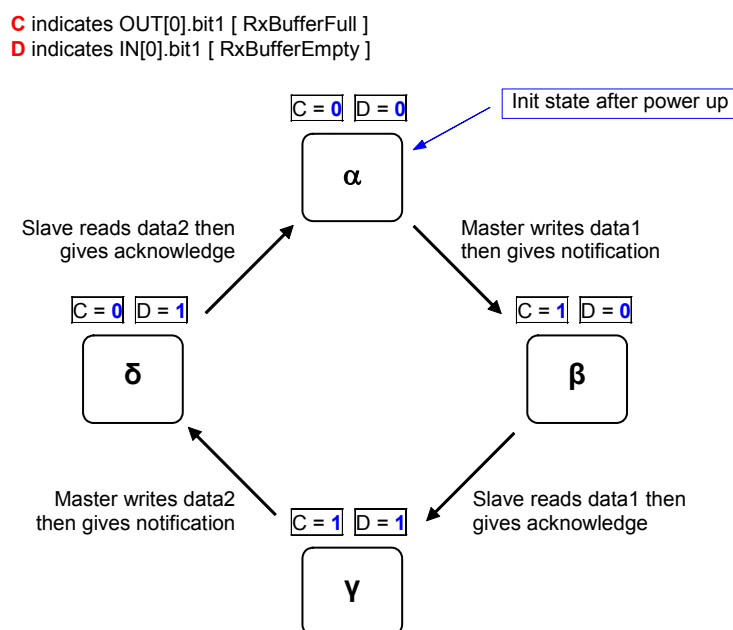 C indicates OUT[0].bit1 [ RxBufferFull ]
D indicates IN[0].bit1 [ RxBufferEmpty ]
Init state after power up
C = 0 D = 0
α
Slave reads data2 then
gives acknowledge
Master writes data1
then gives notification
C = 0 D = 1
δ
C = 1 D = 0
β
Master writes data2
then gives notification
Slave reads data1 then
gives acknowledge
C = 1 D = 1
γ